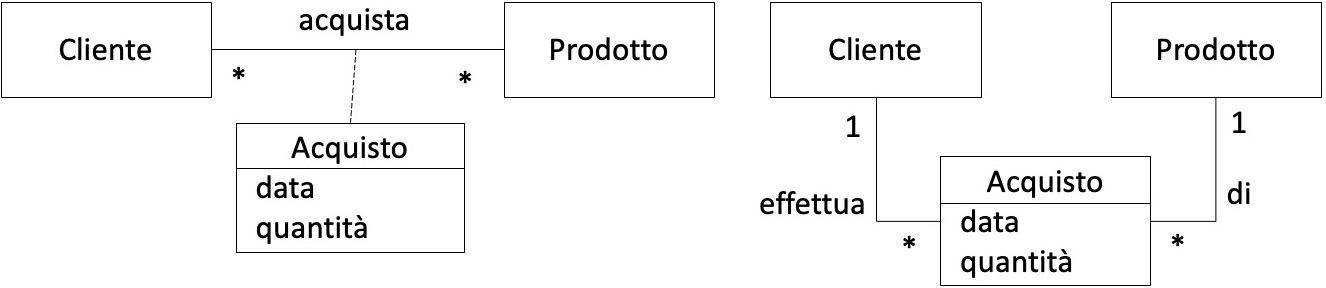 acquista
Cliente
Prodotto
*
*
Acquisto
data
quantità
Cliente
Prodotto
1
1
effettua
di
*
*
Acquisto
data
quantità